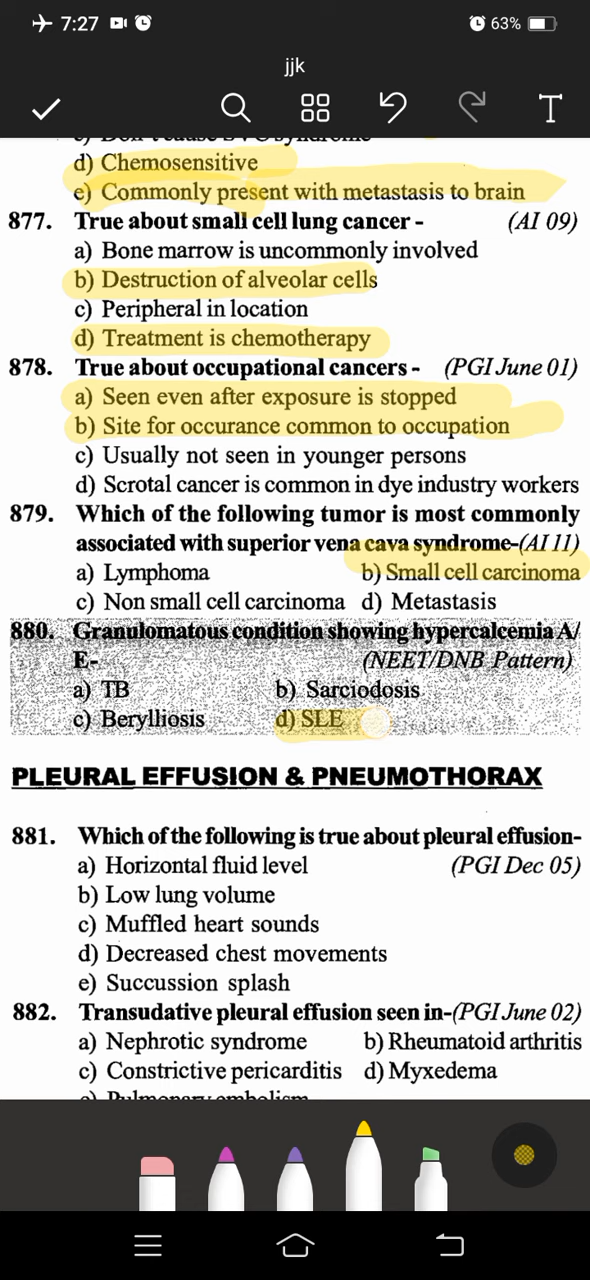 7:27
63%
jjk
T
d) Chemosensitive
e) Commonly present with metastasis to brain
877. True about small cell lung cancer - (AI 09)
a) Bone marrow is uncommonly involved
b) Destruction of alveolar cells
c) Peripheral in location
d) Treatment is chemotherapy
878. True about occupational cancers - (PGI June 01)
a) Seen even after exposure is stopped
b) Site for occurance common to occupation
c) Usually not seen in younger persons
d) Scrotal cancer is common in dye industry workers
879. Which of the following tumor is most commonly
associated with superior vena cava syndrome-(AI 11)
a) Lymphoma b) Small cell carcinoma
c) Non small cell carcinoma d) Metastasis
880. Granulomatous condition showing hypercalcemia A/
E- (NEET/DNB Pattern)
a) TB b) Sarciodosis
c) Berylliosis d) SLE
PLEURAL EFFUSION & PNEUMOTHORAX
881. Which of the following is true about pleural effusion-
a) Horizontal fluid level (PGI Dec 05)
b) Low lung volume
c) Muffled heart sounds
d) Decreased chest movements
e) Succussion splash
882. Transudative pleural effusion seen in-(PGI June 02)
a) Nephrotic syndrome b) Rheumatoid arthritis
c) Constrictive pericarditis d) Myxedema